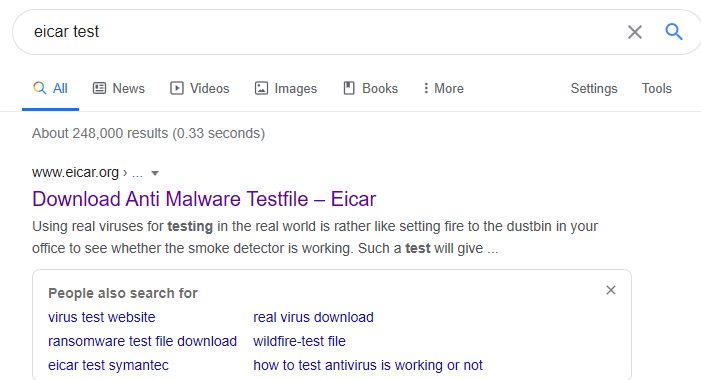 eicar test
All News Videos Images Books More Settings Tools
About 248,000 results (0.33 seconds)
www.eicar.org › ...
Download Anti Malware Testfile – Eicar
Using real viruses for testing in the real world is rather like setting fire to the dustbin in your
office to see whether the smoke detector is working. Such a test will give ...
People also search for
virus test website real virus download
ransomware test file download wildfire-test file
eicar test symantec how to test antivirus is working or not